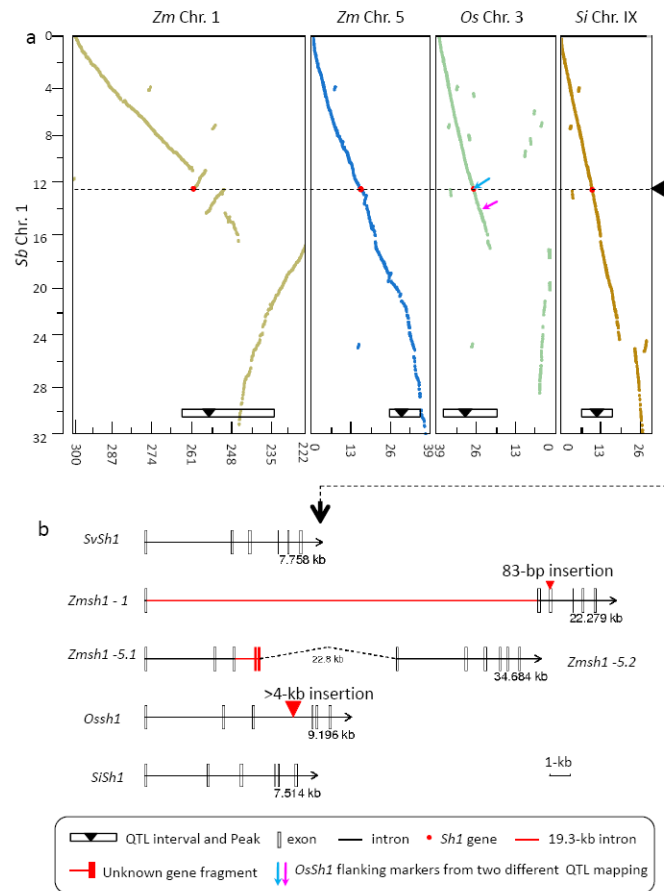 Zm Chr. 1 Zm Chr. 5 Os Chr. 3 Si Chr. IX
a
0
4
8
12
16
20
24
28
32
Sb Chr. 1
300 287 274 261 248 235 222 0 13 26 39 39 26 13 0 0 13 26
b
SvSh1
7.758 kb
83-bp insertion
Zmsh1 - 1
22.279 kb
Zmsh1 -5.1 22.8 kb Zmsh1 -5.2
34.684 kb
>4-kb insertion
Ossh1
9.196 kb
SiSh1
7.514 kb
1-kb
QTL interval and Peak exon intron Sh1 gene 19.3-kb intron
Unknown gene fragment OsSh1 flanking markers from two different QTL mapping